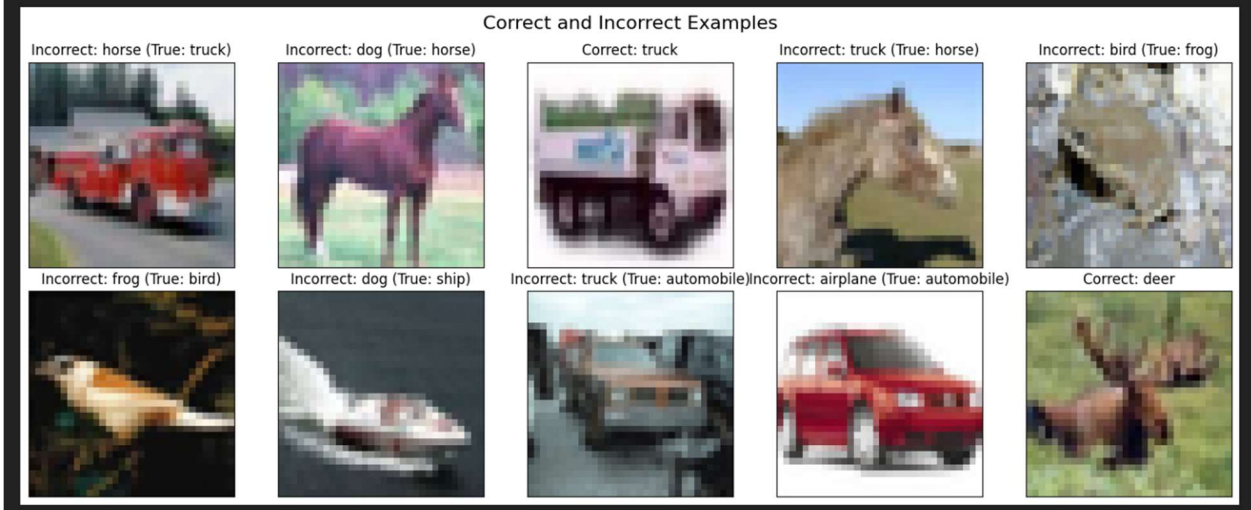 Correct and Incorrect Examples
Incorrect: horse (True: truck)
Incorrect: dog (True: horse)
Correct: truck
Incorrect: truck (True: horse)
Incorrect: bird (True: frog)
Incorrect: frog (True: bird)
Incorrect: dog (True: ship)
Incorrect: truck (True: automobile)
Incorrect: airplane (True: automobile)
Correct: deer